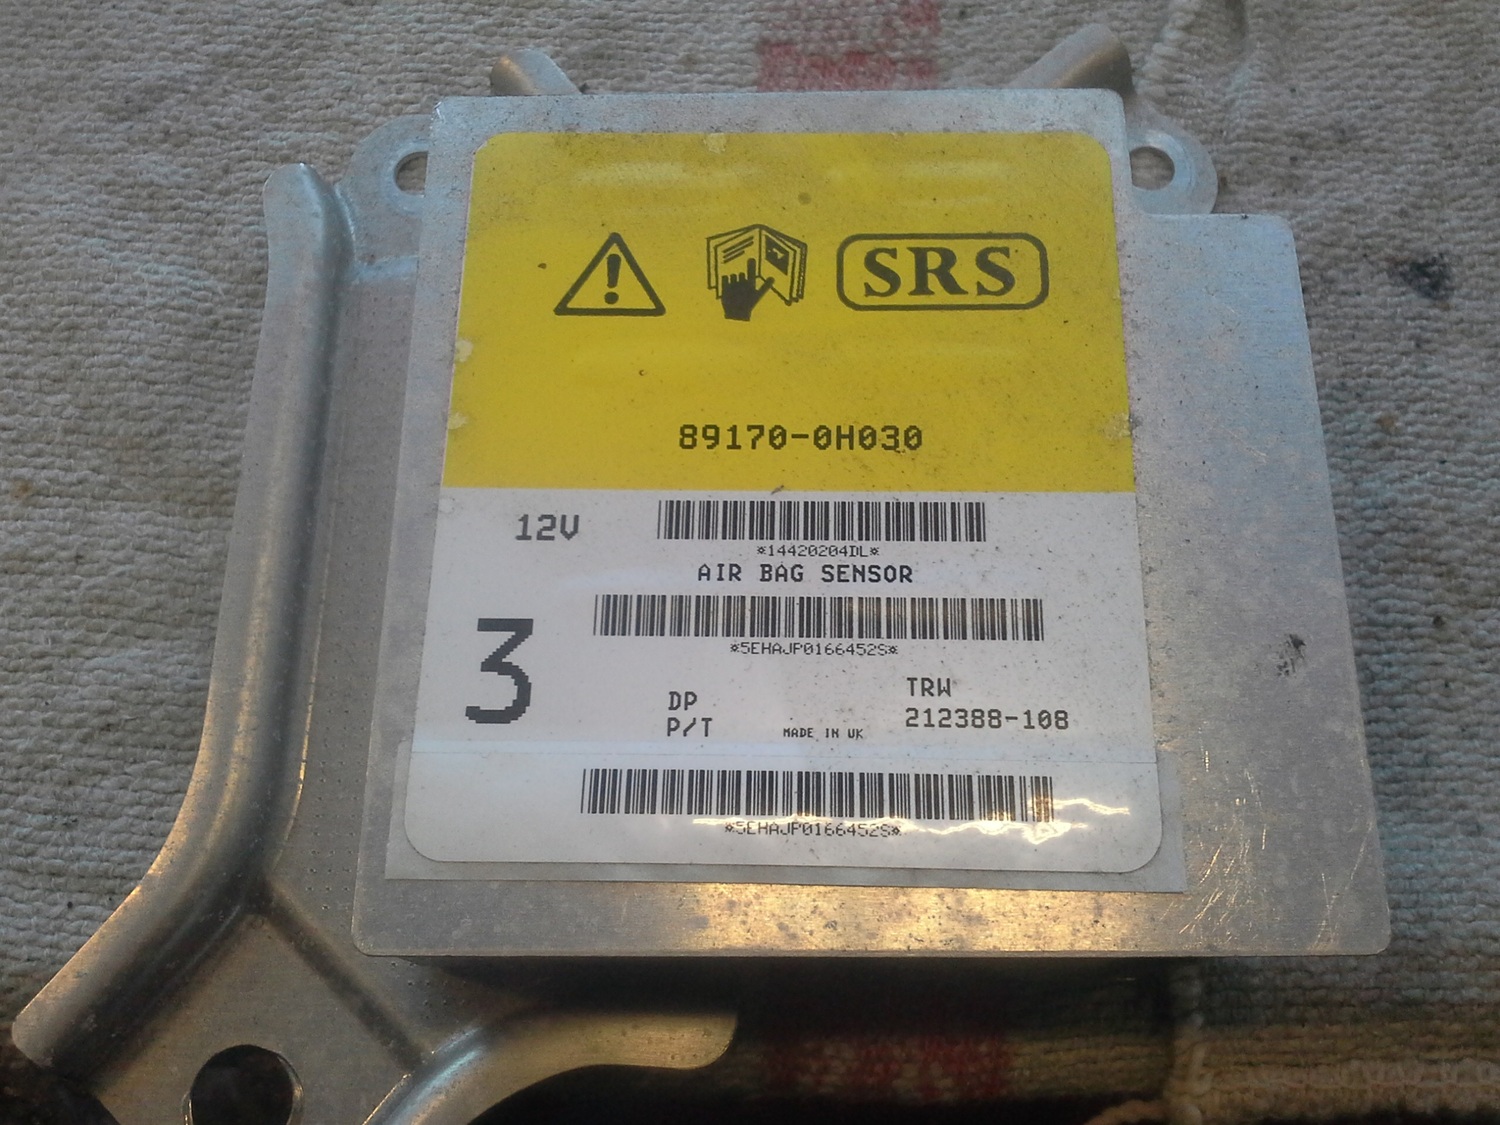 SRS
89170-0H030
12V
*14420204DL*
AIR BAG SENSOR
*5EHAJP0166452S*
3
DP
TRW
P/T
MADE IN UK
212388-108
*5EHAJP0166452S*